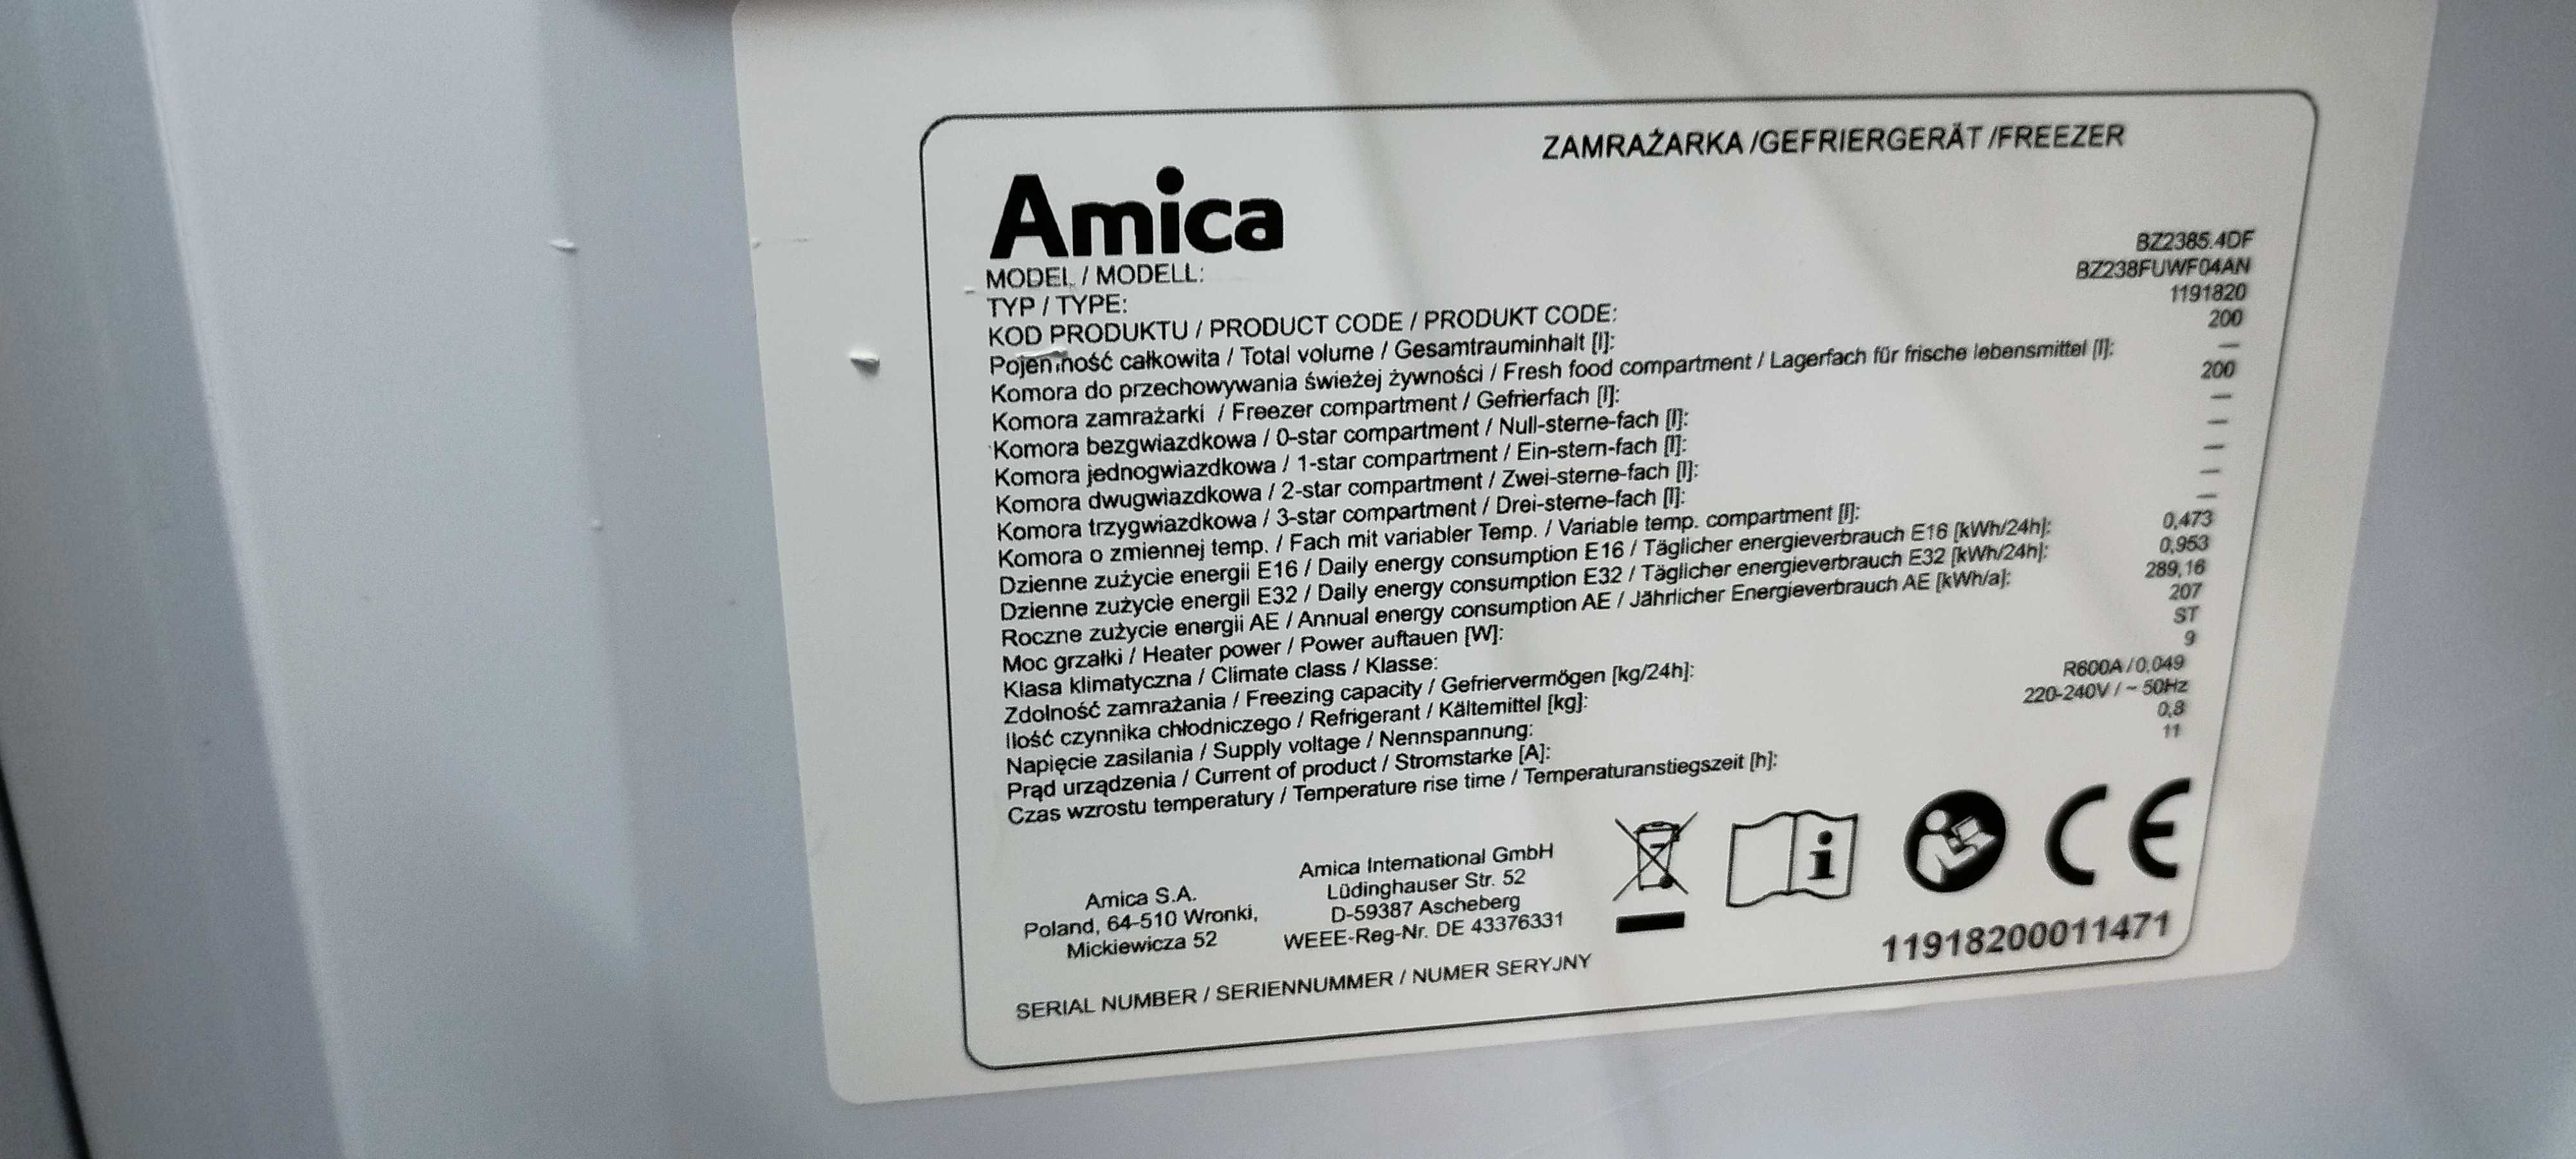 ZAMRAŻARKA /GEFRIERGERÄT /FREEZER
Amica
MODEL / MODELL: BZ2385.4DF
TYP / TYPE: BZ238FUWF04AN
KOD PRODUKTU / PRODUCT CODE / PRODUKT CODE: 1191820
Pojemność całkowita / Total volume / Gesamtrauminhalt [l]: 200
Komora do przechowywania świeżej żywności / Fresh food compartment / Lagerfach für frische lebensmittel [l]: —
Komora zamrażarki / Freezer compartment / Gefrierfach [l]: 200
Komora bezgwiazdkowa / 0-star compartment / Null-sterne-fach [l]: —
Komora jednogwiazdkowa / 1-star compartment / Ein-stern-fach [l]: —
Komora dwugwiazdkowa / 2-star compartment / Zwei-sterne-fach [l]: —
Komora trzygwiazdkowa / 3-star compartment / Drei-sterne-fach [l]: —
Komora o zmiennej temp. / Fach mit variabler Temp. / Variable temp. compartment [l]: —
Dzienne zużycie energii E16 / Daily energy consumption E16 / Täglicher energieverbrauch E16 [kWh/24h]: 0,473
Dzienne zużycie energii E32 / Daily energy consumption E32 / Täglicher energieverbrauch E32 [kWh/24h]: 0,953
Roczne zużycie energii AE / Annual energy consumption AE / Jährlicher Energieverbrauch AE [kWh/a]: 289,16
Moc grzałki / Heater power / Power auftauen [W]: 207
Klasa klimatyczna / Climate class / Klasse: ST
Zdolność zamrażania / Freezing capacity / Gefriervermögen [kg/24h]: 9
Ilość czynnika chłodniczego / Refrigerant / Kältemittel [kg]: R600A / 0,049
Napięcie zasilania / Supply voltage / Nennspannung: 220-240V / ~ 50Hz
Prąd urządzenia / Current of product / Stromstarke [A]: 0,8
Czas wzrostu temperatury / Temperature rise time / Temperaturanstiegszeit [h]: 11
Amica S.A.
Poland, 64-510 Wronki,
Mickiewicza 52
Amica International GmbH
Lüdinghauser Str. 52
D-59387 Ascheberg
WEEE-Reg-Nr. DE 43376331
i
CE
SERIAL NUMBER / SERIENNUMMER / NUMER SERYJNY 11918200011471